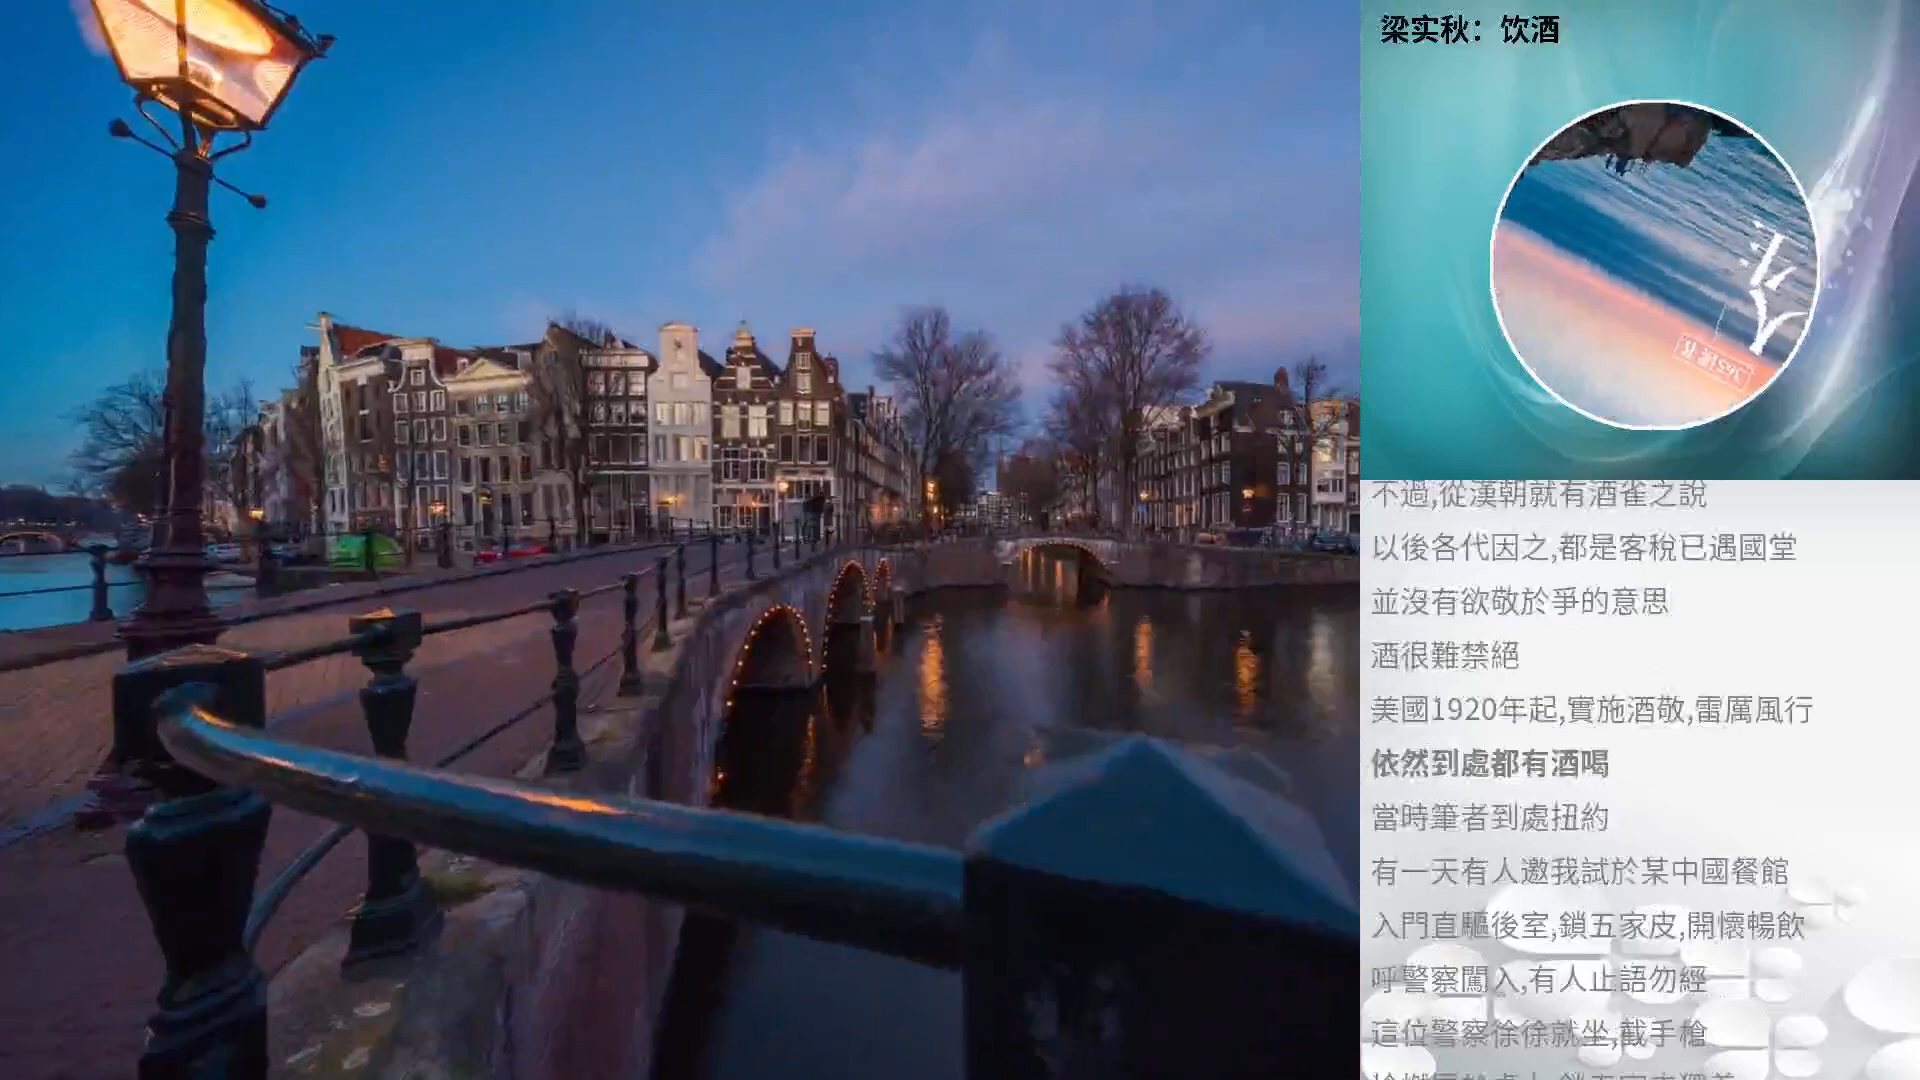 梁实秋：饮酒
不過,從漢朝就有酒雀之說
以後各代因之,都是客稅已遇國堂
並沒有欲敬於爭的意思
酒很難禁絕
美國1920年起,實施酒敬,雷厲風行
依然到處都有酒喝
當時筆者到處扭約
有一天有人邀我試於某中國餐館
入門直驅後室,鎖五家皮,開懷暢飲
呼警察闖入,有人止語勿經
這位警察徐徐就坐,截手槍